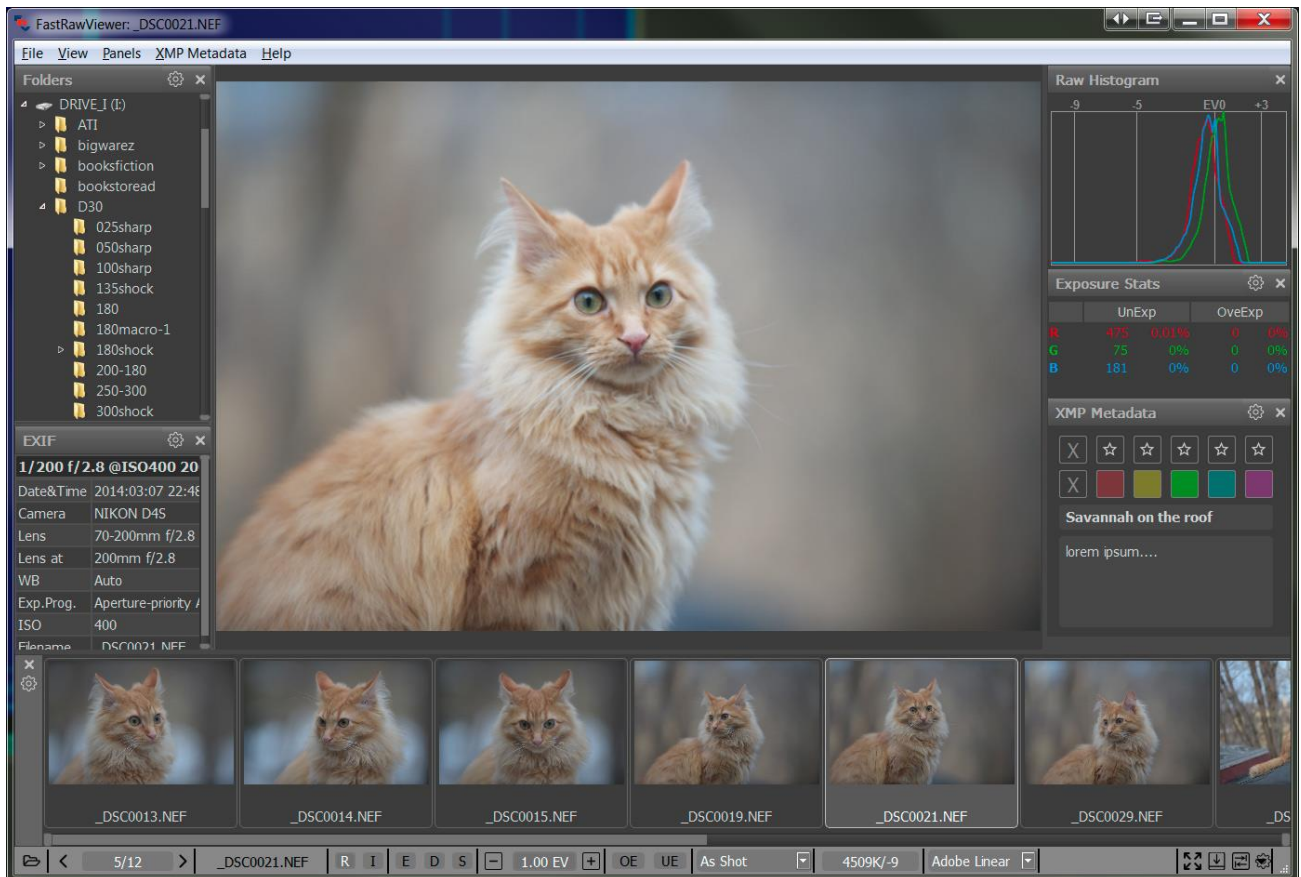 FastRawViewer: _DSC0021.NEF
File View Panels XMP Metadata Help
Folders
DRIVE_I (I:)
ATI
bigwarez
booksfiction
bookstoread
D30
025sharp
050sharp
100sharp
135shock
180
180macro-1
180shock
200-180
250-300
300shock
EXIF
1/200 f/2.8 @ISO400 20
Date&Time 2014:03:07 22:48
Camera NIKON D4S
Lens 70-200mm f/2.8
Lens at 200mm f/2.8
WB Auto
Exp.Prog. Aperture-priority
ISO 400
Filename _DSC0021.NEF
Raw Histogram
-9 -5 EV0 +3
Exposure Stats
UnExp OveExp
R 475 0.01% 0 0%
G 75 0% 0 0%
B 181 0% 0 0%
XMP Metadata
X
X
Savannah on the roof
lorem ipsum....
_DSC0013.NEF _DSC0014.NEF _DSC0015.NEF _DSC0019.NEF _DSC0021.NEF _DSC0029.NEF _DS
5/12 _DSC0021.NEF R I E D S 1.00 EV OE UE As Shot 4509K/-9 Adobe Linear